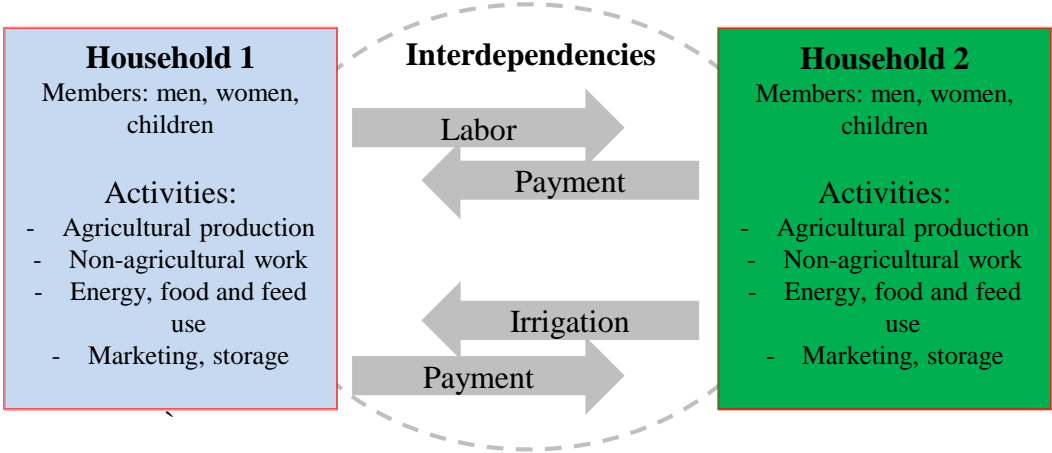 Household 1
Members: men, women,
children
Activities:
- Agricultural production
- Non-agricultural work
- Energy, food and feed
use
- Marketing, storage
`
Interdependencies
Labor
Payment
Irrigation
Payment
Household 2
Members: men, women,
children
Activities:
- Agricultural production
- Non-agricultural work
- Energy, food and feed
use
- Marketing, storage